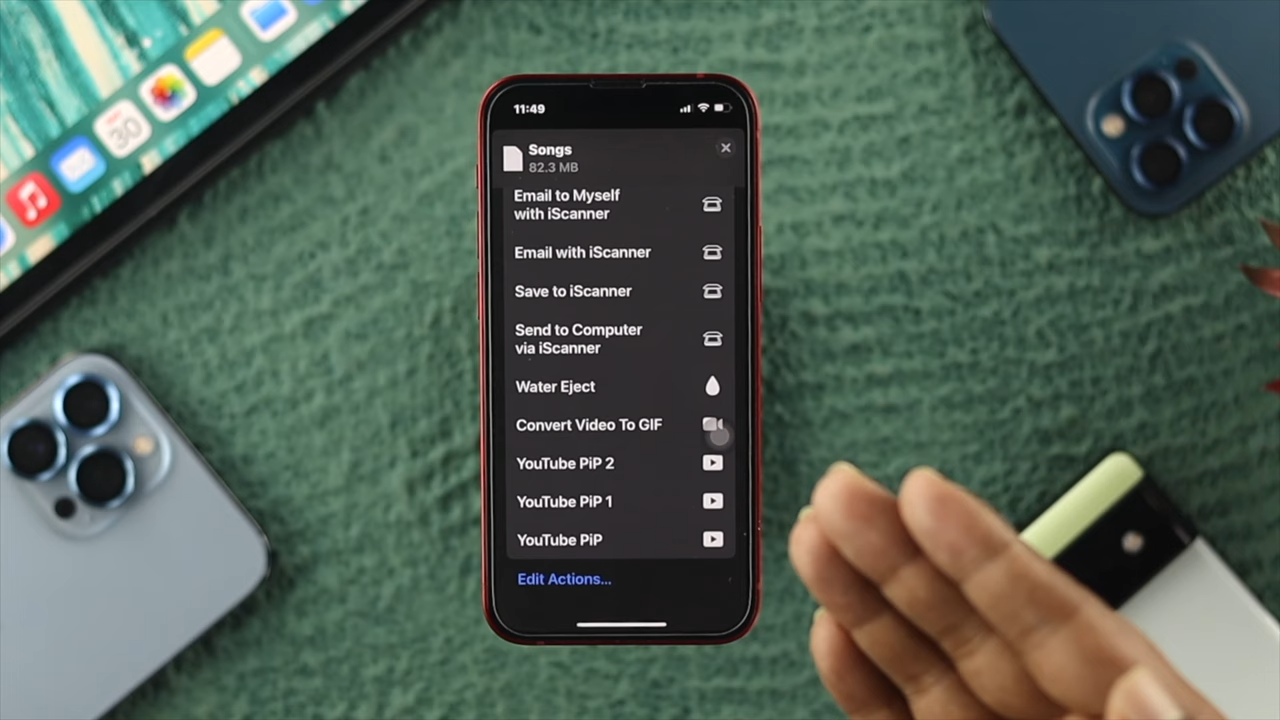 11:49
Songs
82.3 MB
Email to Myself
with iScanner
Email with iScanner
Save to iScanner
Send to Computer
via iScanner
Water Eject
Convert Video To GIF
YouTube PiP 2
YouTube PiP 1
YouTube PiP
Edit Actions...
30